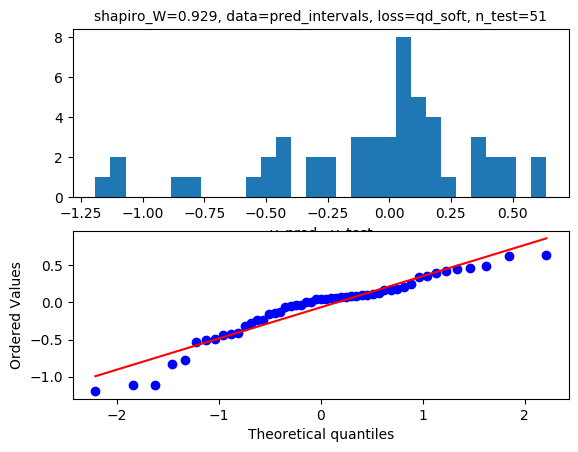 shapiro_W=0.929, data=pred_intervals, loss=qd_soft, n_test=51
8
6
4
2
0
−1.25 −1.00 −0.75 −0.50 −0.25 0.00 0.25 0.50
0.5
0.0
−0.5
−1.0
Ordered Values
−2 −1 0 1 2
Theoretical quantiles